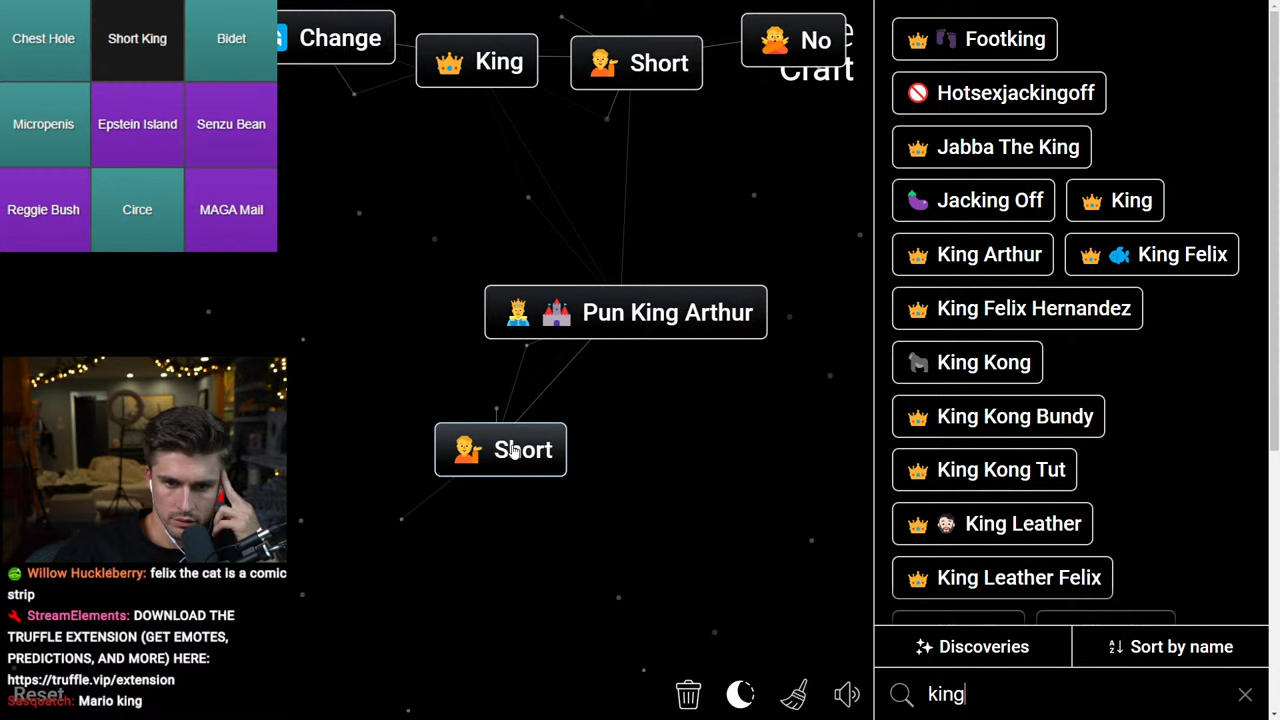 Chest Hole
Short King
Bidet
Micropenis
Epstein Island
Senzu Bean
Reggie Bush
Circe
MAGA Mail
Change
King
Short
No
Craft
Pun King Arthur
Short
Footking
Hotsexjackingoff
Jabba The King
Jacking Off
King
King Arthur
King Felix
King Felix Hernandez
King Kong
King Kong Bundy
King Kong Tut
King Leather
King Leather Felix
Discoveries
Sort by name
king
Willow Huckleberry: felix the cat is a comic
strip
StreamElements: DOWNLOAD THE
TRUFFLE EXTENSION (GET EMOTES,
PREDICTIONS, AND MORE) HERE:
https://truffle.vip/extension
Reset
Sasquatch: Mario king